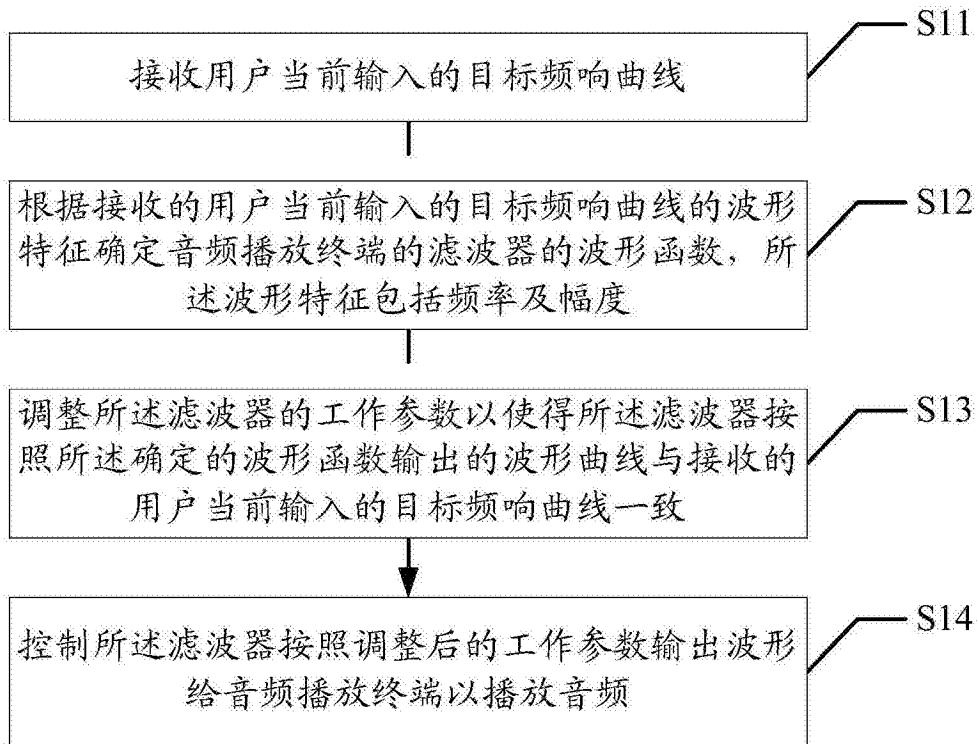 S11
接收用户当前输入的目标频响曲线
S12
根据接收的用户当前输入的目标频响曲线的波形
特征确定音频播放终端的滤波器的波形函数，所
述波形特征包括频率及幅度
S13
调整所述滤波器的工作参数以使得所述滤波器按
照所述确定的波形函数输出的波形曲线与接收的
用户当前输入的目标频响曲线一致
S14
控制所述滤波器按照调整后的工作参数输出波形
给音频播放终端以播放音频